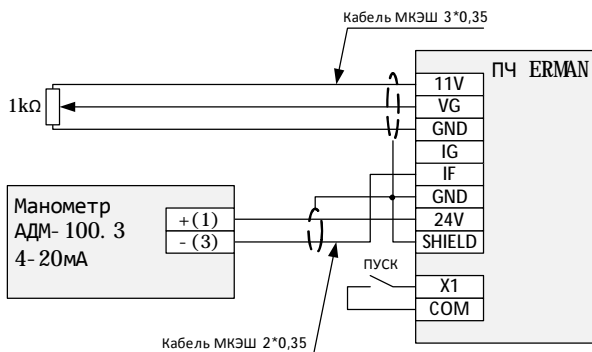 Кабель МКЭШ 3*0,35
ПЧ ERMAN
11V
VG
GND
IG
IF
GND
24V
SHIELD
1kΩ
Манометр
АДМ-100.3
4-20мА
+(1)
-(3)
ПУСК
X1
COM
Кабель МКЭШ 2*0,35